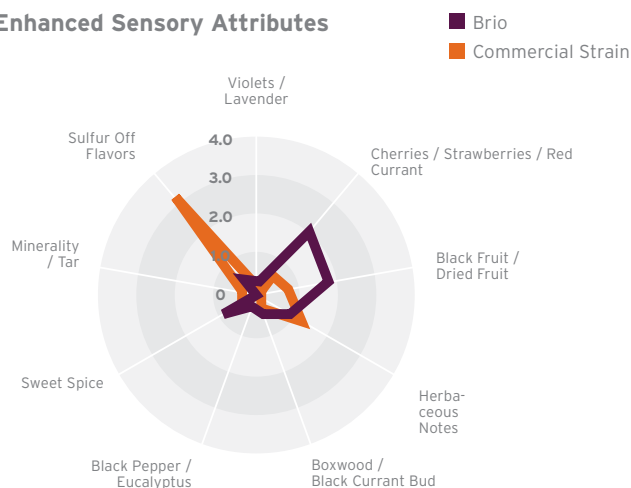 Enhanced Sensory Attributes
Brio
Commercial Strain
Violets /
Lavender
Sulfur Off
Flavors
Cherries / Strawberries / Red
Currant
4.0
3.0
2.0
1.0
0
Minerality
/ Tar
Black Fruit /
Dried Fruit
Sweet Spice
Herba-
ceous
Notes
Black Pepper /
Eucalyptus
Boxwood /
Black Currant Bud